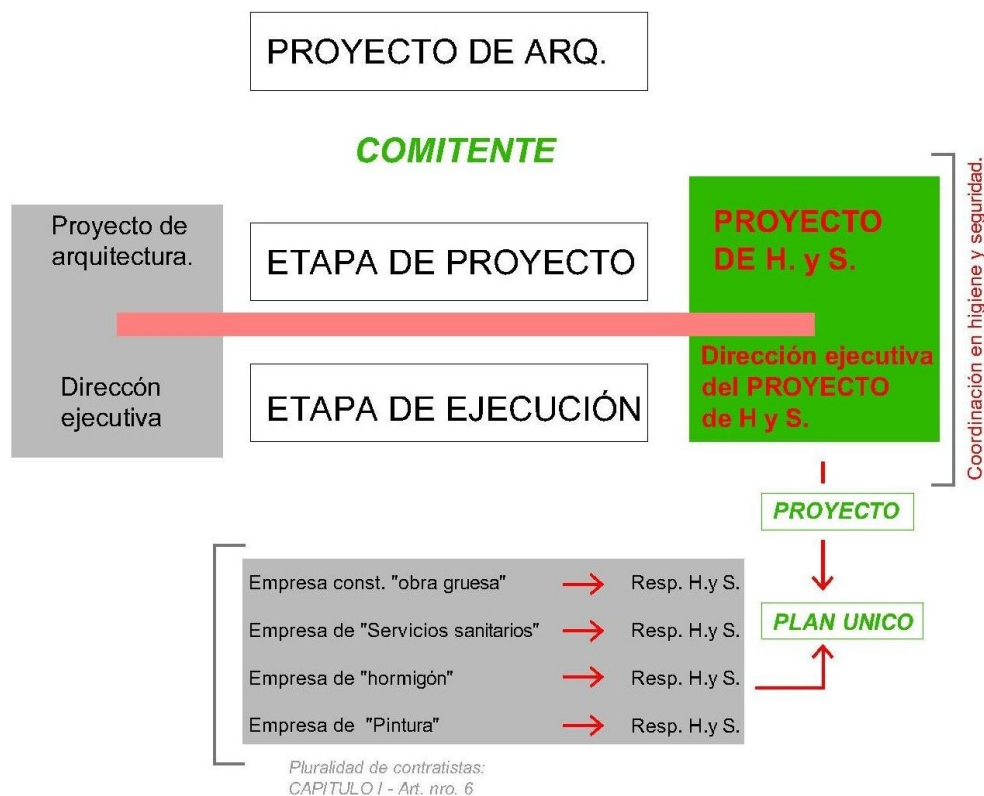 PROYECTO DE ARQ.
COMITENTE
Proyecto de
arquitectura.
ETAPA DE PROYECTO
PROYECTO
DE H. y S.
Direccón
ejecutiva
ETAPA DE EJECUCIÓN
Dirección ejecutiva
del PROYECTO
de H y S.
Coordinación en higiene y seguridad.
PROYECTO
Empresa const. "obra gruesa" Resp. H.y S.
Empresa de "Servicios sanitarios" Resp. H.y S.
Empresa de "hormigón" Resp. H.y S.
Empresa de "Pintura" Resp. H.y S.
PLAN UNICO
Pluralidad de contratistas:
CAPITULO I - Art. nro. 6